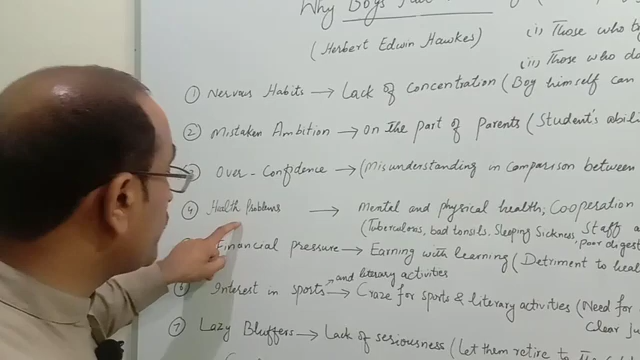 Why Boys
(i) Those who
(Herbert Edwin Hawkes)
(ii) Those who do
① Nervous Habits → Lack of concentration (Boy himself can
② Mistaken Ambition → on the part of parents (Student's
③ Over-Confidence → (Misunderstanding in comparison between
④ Health Problems → Mental and physical health, Cooperation
(Tuberculous, bad tonsils, Sleeping Sickness, poor Staff
Financial pressure → Earning with learning (Detriment to
⑥ Interest in sports and literary activities → Craze for sports & literary activities (Need for
Clear
⑦ Lazy Bluffers → Lack of seriousness (Let them retire to